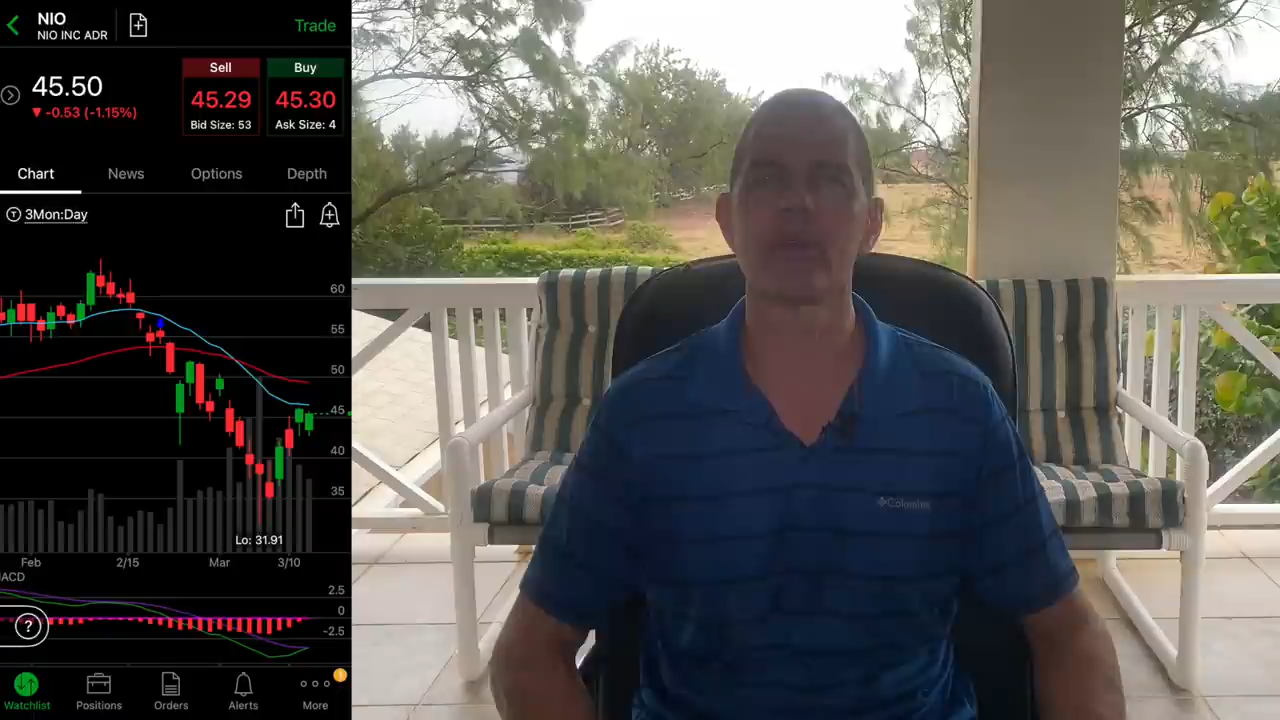 NIO
NIO INC ADR
Trade
45.50
▼ -0.53 (-1.15%)
Sell
45.29
Bid Size: 53
Buy
45.30
Ask Size: 4
Chart
News
Options
Depth
T 3Mon:Day
60
55
50
45
40
35
Lo: 31.91
Feb
2/15
Mar
3/10
ACD
2.5
0
-2.5
?
Watchlist
Positions
Orders
Alerts
More
1
Columbia